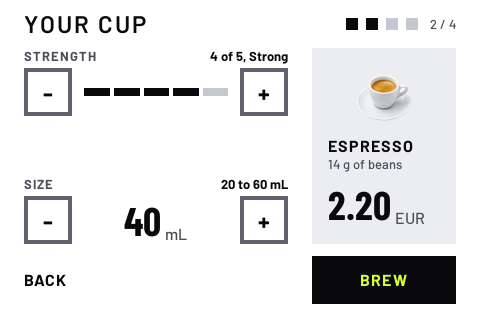 YOUR CUP
2 / 4
STRENGTH
4 of 5, Strong
-
+
SIZE
20 to 60 mL
-
40 mL
+
ESPRESSO
14 g of beans
2.20 EUR
BACK
BREW